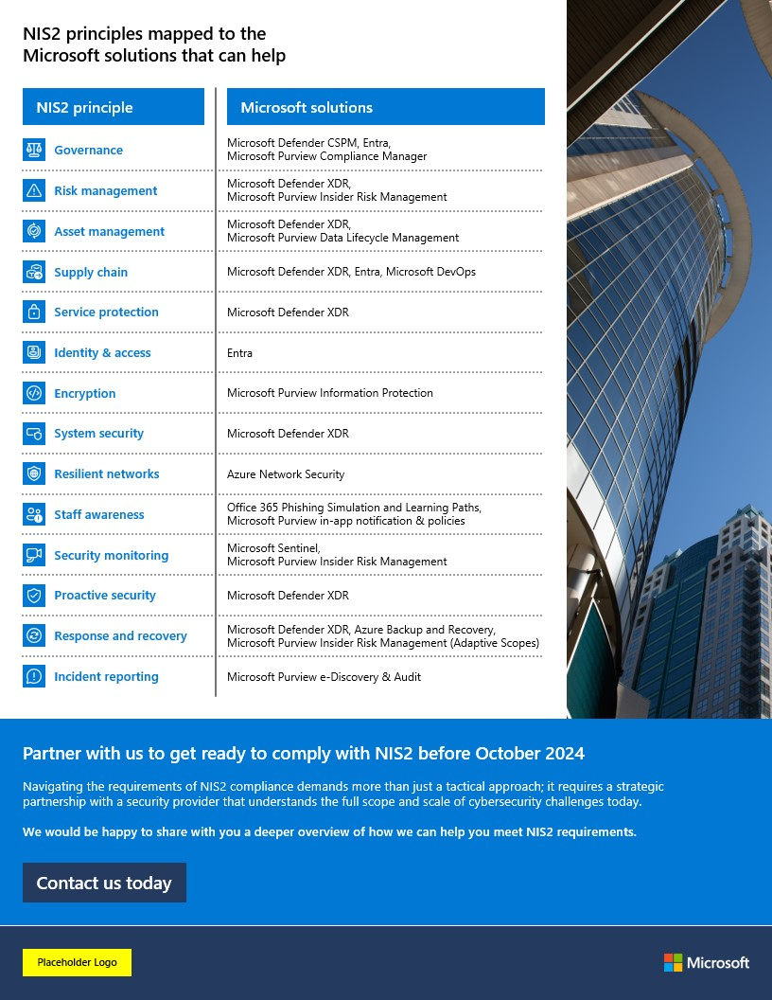 NIS2 principles mapped to the
Microsoft solutions that can help
NIS2 principle
Microsoft solutions
Governance
Microsoft Defender CSPM, Entra,
Microsoft Purview Compliance Manager
Risk management
Microsoft Defender XDR,
Microsoft Purview Insider Risk Management
Asset management
Microsoft Defender XDR,
Microsoft Purview Data Lifecycle Management
Supply chain
Microsoft Defender XDR, Entra, Microsoft DevOps
Service protection
Microsoft Defender XDR
Identity & access
Entra
Encryption
Microsoft Purview Information Protection
System security
Microsoft Defender XDR
Resilient networks
Azure Network Security
Staff awareness
Office 365 Phishing Simulation and Learning Paths,
Microsoft Purview in-app notification & policies
Security monitoring
Microsoft Sentinel,
Microsoft Purview Insider Risk Management
Proactive security
Microsoft Defender XDR
Response and recovery
Microsoft Defender XDR, Azure Backup and Recovery,
Microsoft Purview Insider Risk Management (Adaptive Scopes)
Incident reporting
Microsoft Purview e-Discovery & Audit
Partner with us to get ready to comply with NIS2 before October 2024
Navigating the requirements of NIS2 compliance demands more than just a tactical approach; it requires a strategic
partnership with a security provider that understands the full scope and scale of cybersecurity challenges today.
We would be happy to share with you a deeper overview of how we can help you meet NIS2 requirements.
Contact us today
Placeholder Logo
Microsoft